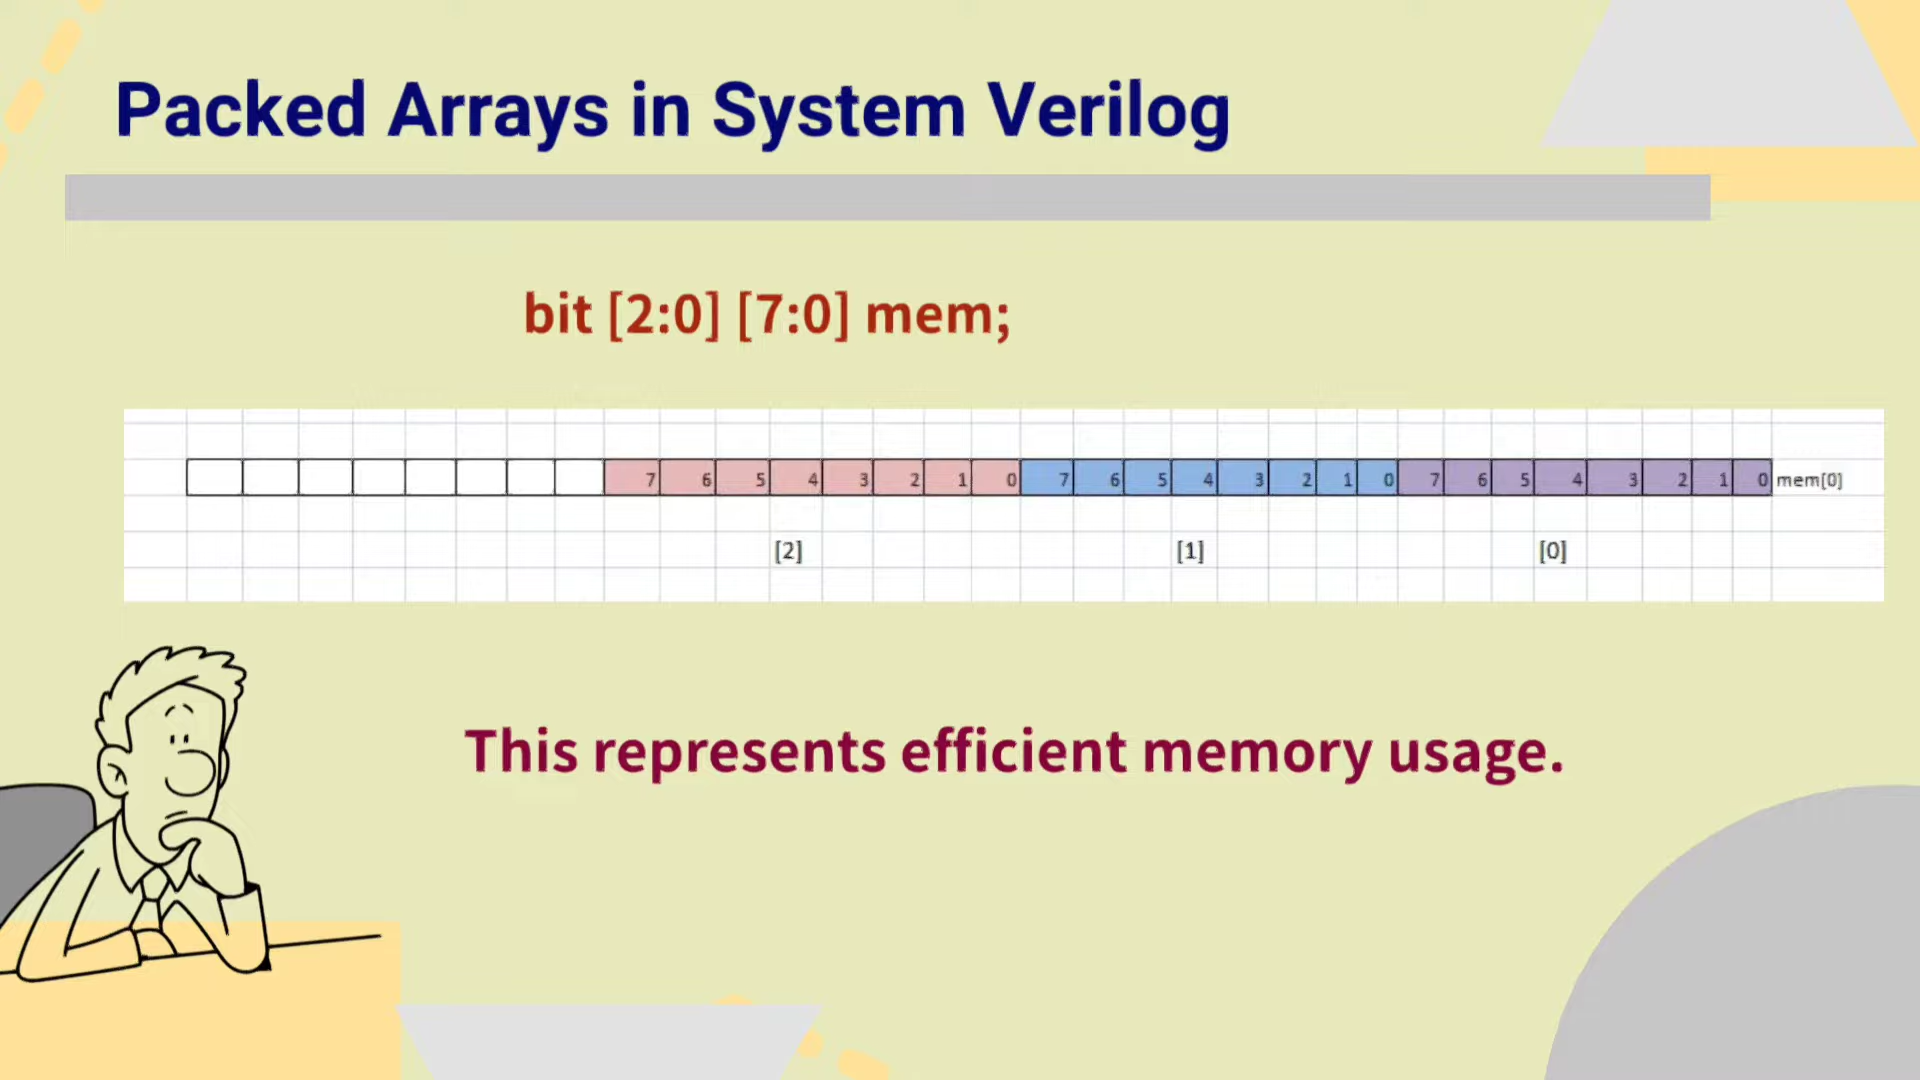 Packed Arrays in System Verilog
bit [2:0] [7:0] mem;
7 6 5 4 3 2 1 0 7 6 5 4 3 2 1 0 7 6 5 4 3 2 1 0 mem[0]
[2] [1] [0]
This represents efficient memory usage.